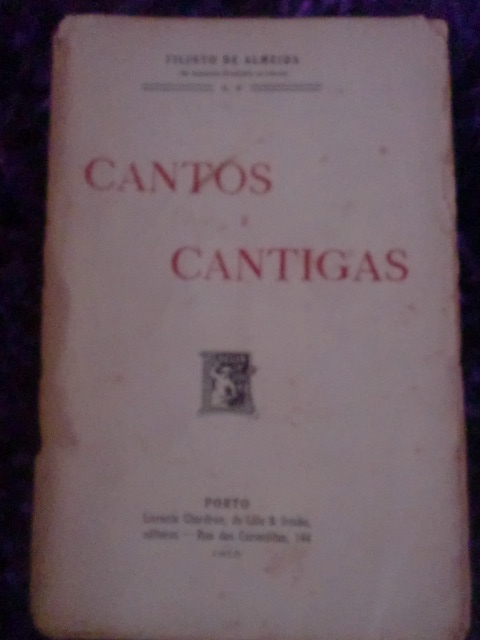 FILINTO DE ALMEIDA
CANTOS
E
CANTIGAS
PORTO
Livraria Chardron, de Lello & Irmão,
editores — Rua das Carmelitas, 144